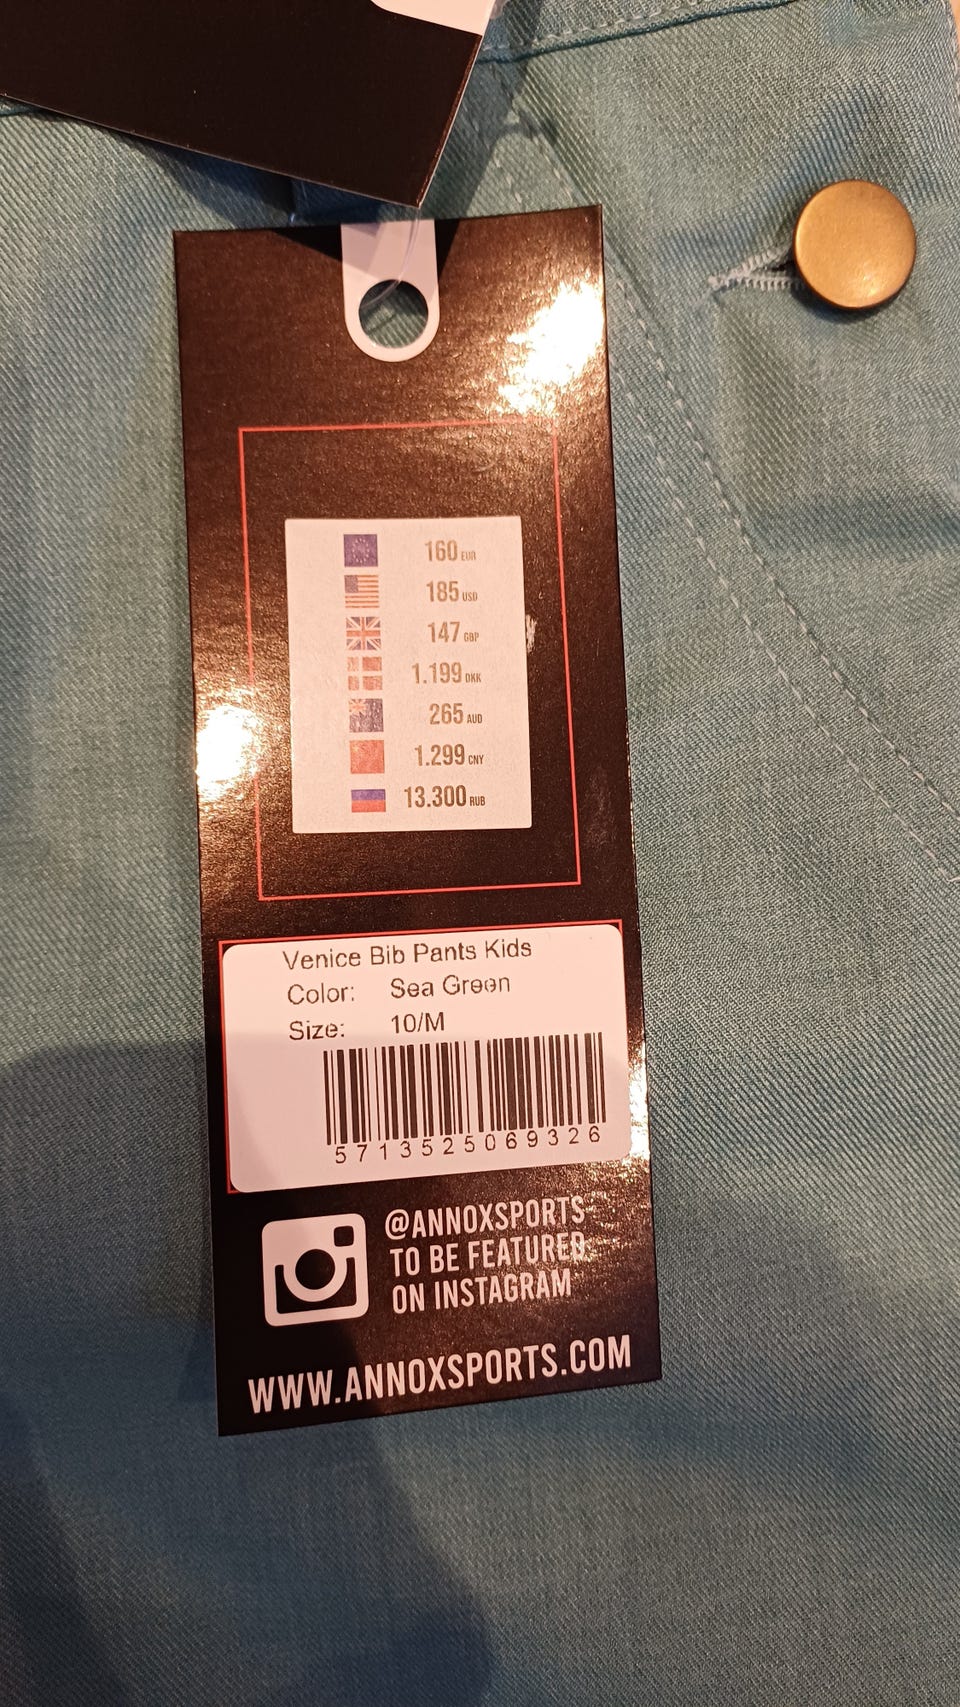 160 EUR
185 USD
147 GBP
1.199 DKK
265 AUD
1.299 CNY
13.300 RUB
Venice Bib Pants Kids
Color: Sea Green
Size: 10/M
5713525069326
@ANNOXSPORTS
TO BE FEATURED
ON INSTAGRAM
WWW.ANNOXSPORTS.COM